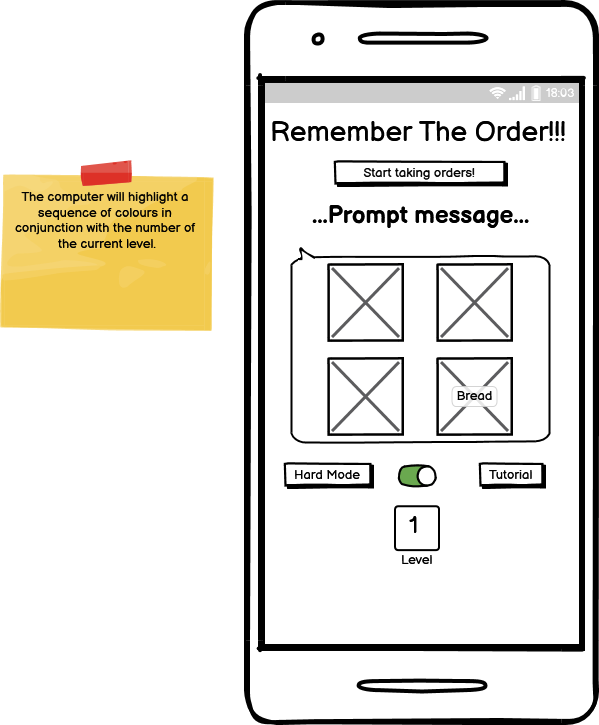 18:03
Remember The Order!!!
Start taking orders!
The computer will highlight a
sequence of colours in
conjunction with the number of
the current level.
...Prompt message...
Bread
Hard Mode
Tutorial
1
Level